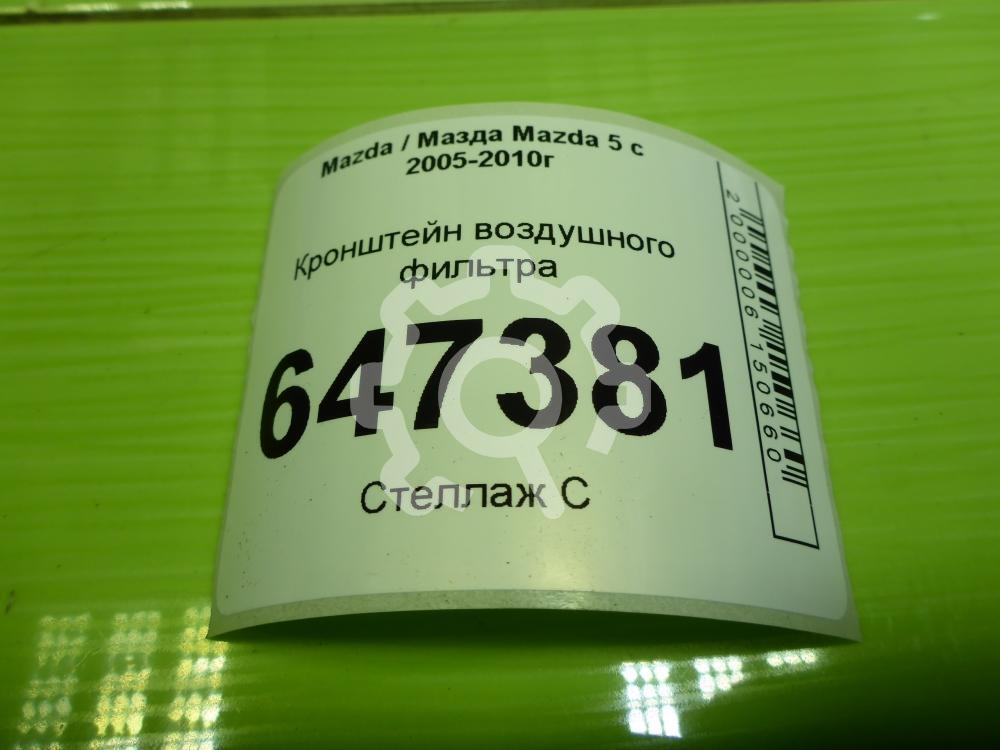 Mazda / Мазда Mazda 5 с
2005-2010г
Кронштейн воздушного
фильтра
647381
Стеллаж С
2000006150660